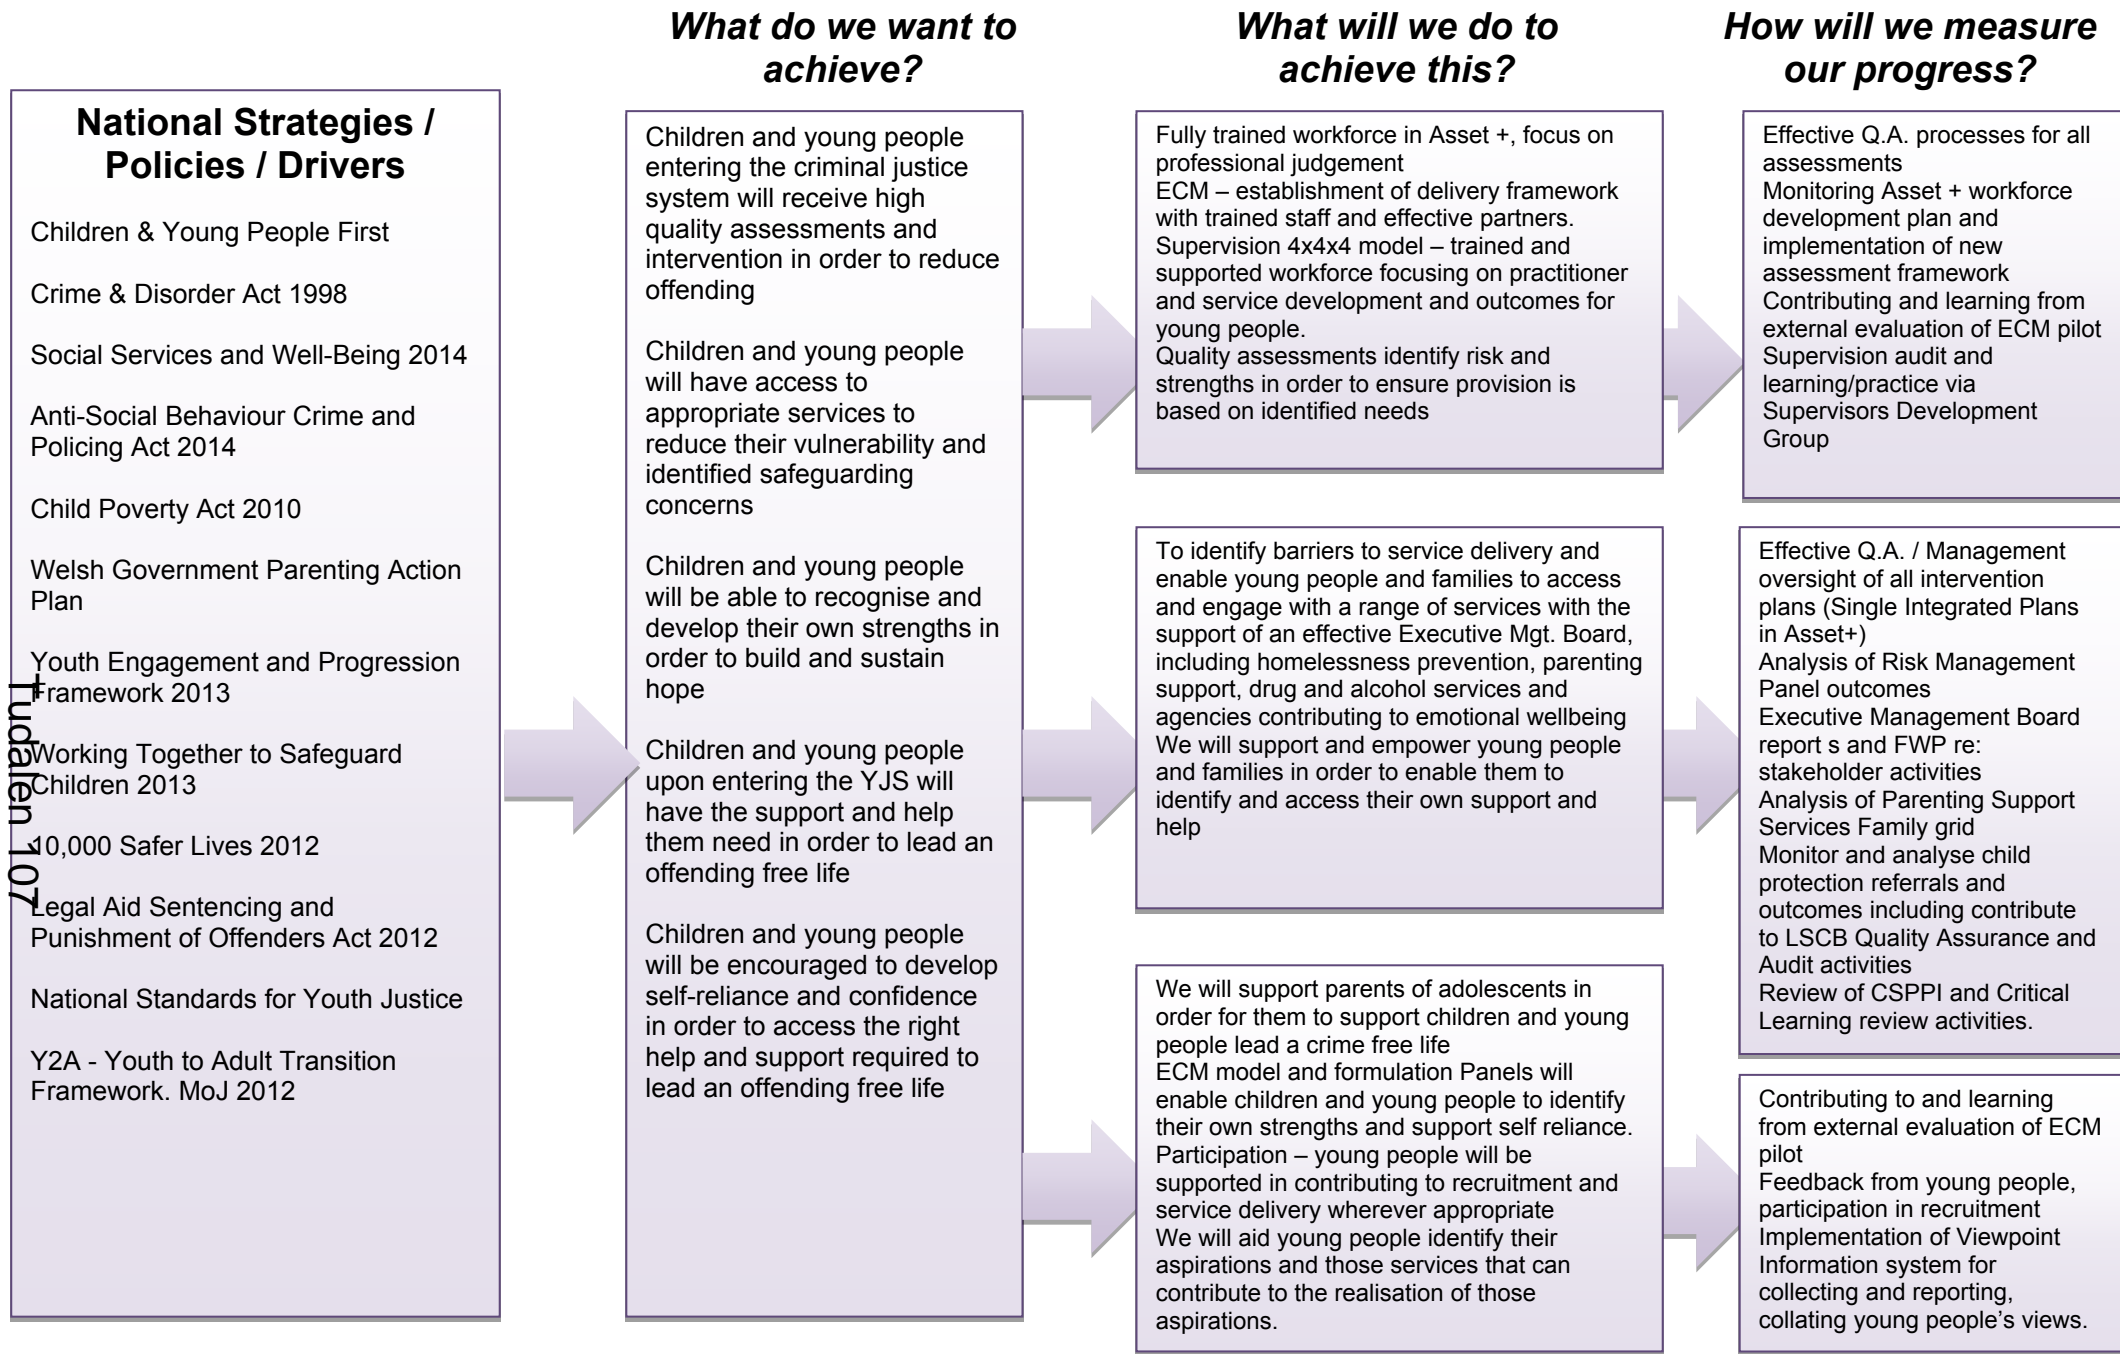 What do we want to
achieve?
What will we do to
achieve this?
How will we measure
our progress?
National Strategies /
Policies / Drivers
Children & Young People First
Crime & Disorder Act 1998
Social Services and Well-Being 2014
Anti-Social Behaviour Crime and
Policing Act 2014
Child Poverty Act 2010
Welsh Government Parenting Action
Plan
Youth Engagement and Progression
Framework 2013
Working Together to Safeguard
Children 2013
10,000 Safer Lives 2012
Legal Aid Sentencing and
Punishment of Offenders Act 2012
National Standards for Youth Justice
Y2A - Youth to Adult Transition
Framework. MoJ 2012
Tudalen 107
Children and young people
entering the criminal justice
system will receive high
quality assessments and
intervention in order to reduce
offending
Children and young people
will have access to
appropriate services to
reduce their vulnerability and
identified safeguarding
concerns
Children and young people
will be able to recognise and
develop their own strengths in
order to build and sustain
hope
Children and young people
upon entering the YJS will
have the support and help
them need in order to lead an
offending free life
Children and young people
will be encouraged to develop
self-reliance and confidence
in order to access the right
help and support required to
lead an offending free life
Fully trained workforce in Asset +, focus on
professional judgement
ECM – establishment of delivery framework
with trained staff and effective partners.
Supervision 4x4x4 model – trained and
supported workforce focusing on practitioner
and service development and outcomes for
young people.
Quality assessments identify risk and
strengths in order to ensure provision is
based on identified needs
To identify barriers to service delivery and
enable young people and families to access
and engage with a range of services with the
support of an effective Executive Mgt. Board,
including homelessness prevention, parenting
support, drug and alcohol services and
agencies contributing to emotional wellbeing
We will support and empower young people
and families in order to enable them to
identify and access their own support and
help
We will support parents of adolescents in
order for them to support children and young
people lead a crime free life
ECM model and formulation Panels will
enable children and young people to identify
their own strengths and support self reliance.
Participation – young people will be
supported in contributing to recruitment and
service delivery wherever appropriate
We will aid young people identify their
aspirations and those services that can
contribute to the realisation of those
aspirations.
Effective Q.A. processes for all
assessments
Monitoring Asset + workforce
development plan and
implementation of new
assessment framework
Contributing and learning from
external evaluation of ECM pilot
Supervision audit and
learning/practice via
Supervisors Development
Group
Effective Q.A. / Management
oversight of all intervention
plans (Single Integrated Plans
in Asset+)
Analysis of Risk Management
Panel outcomes
Executive Management Board
report s and FWP re:
stakeholder activities
Analysis of Parenting Support
Services Family grid
Monitor and analyse child
protection referrals and
outcomes including contribute
to LSCB Quality Assurance and
Audit activities
Review of CSPPI and Critical
Learning review activities.
Contributing to and learning
from external evaluation of ECM
pilot
Feedback from young people,
participation in recruitment
Implementation of Viewpoint
Information system for
collecting and reporting,
collating young people’s views.